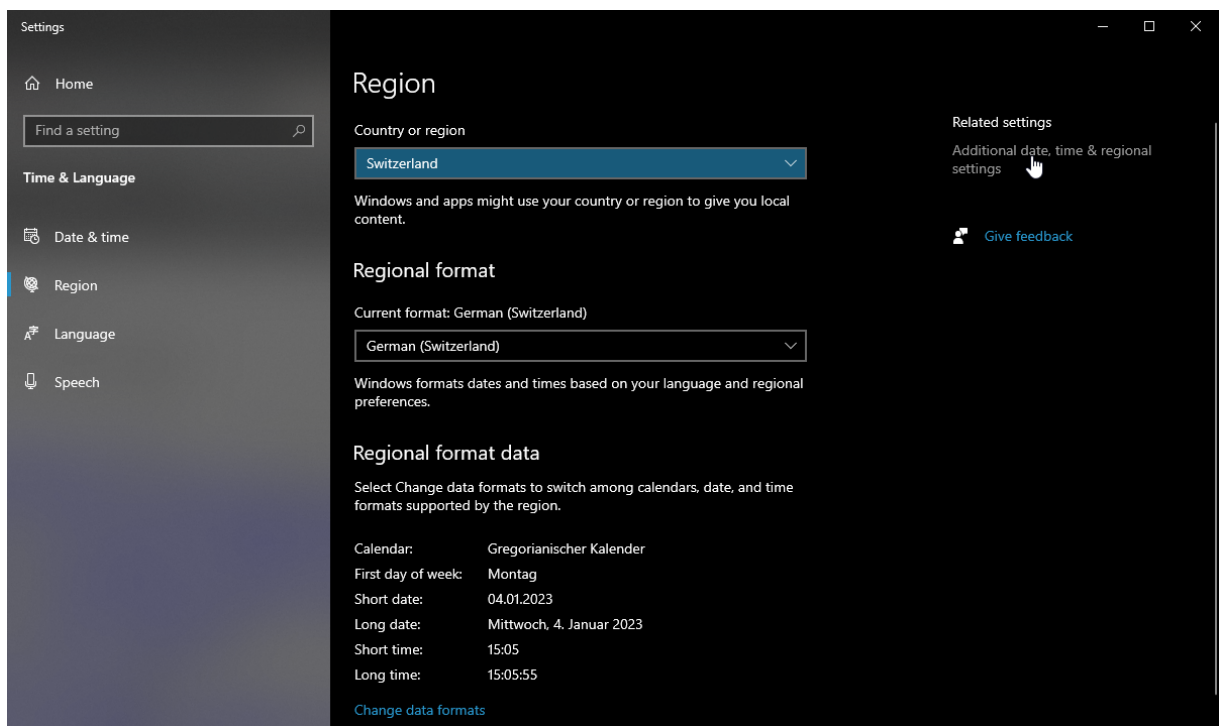 Settings
Home
Find a setting
Time & Language
Date & time
Region
Language
Speech
Region
Country or region
Switzerland
Windows and apps might use your country or region to give you local
content.
Regional format
Current format: German (Switzerland)
German (Switzerland)
Windows formats dates and times based on your language and regional
preferences.
Regional format data
Select Change data formats to switch among calendars, date, and time
formats supported by the region.
Calendar: Gregorianischer Kalender
First day of week: Montag
Short date: 04.01.2023
Long date: Mittwoch, 4. Januar 2023
Short time: 15:05
Long time: 15:05:55
Change data formats
Related settings
Additional date, time & regional
settings
Give feedback